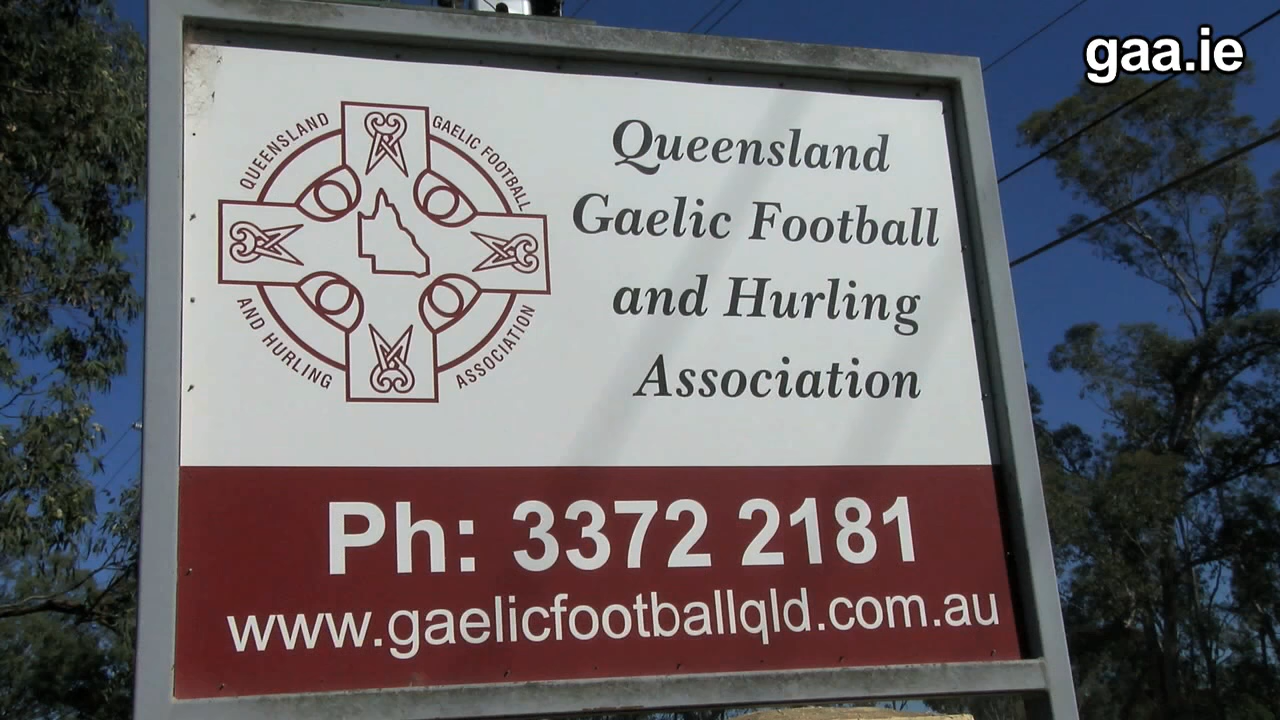 gaa.ie
QUEENSLAND
GAELIC FOOTBALL
AND HURLING
ASSOCIATION
Queensland
Gaelic Football
and Hurling
Association
Ph: 3372 2181
www.gaelicfootballqld.com.au